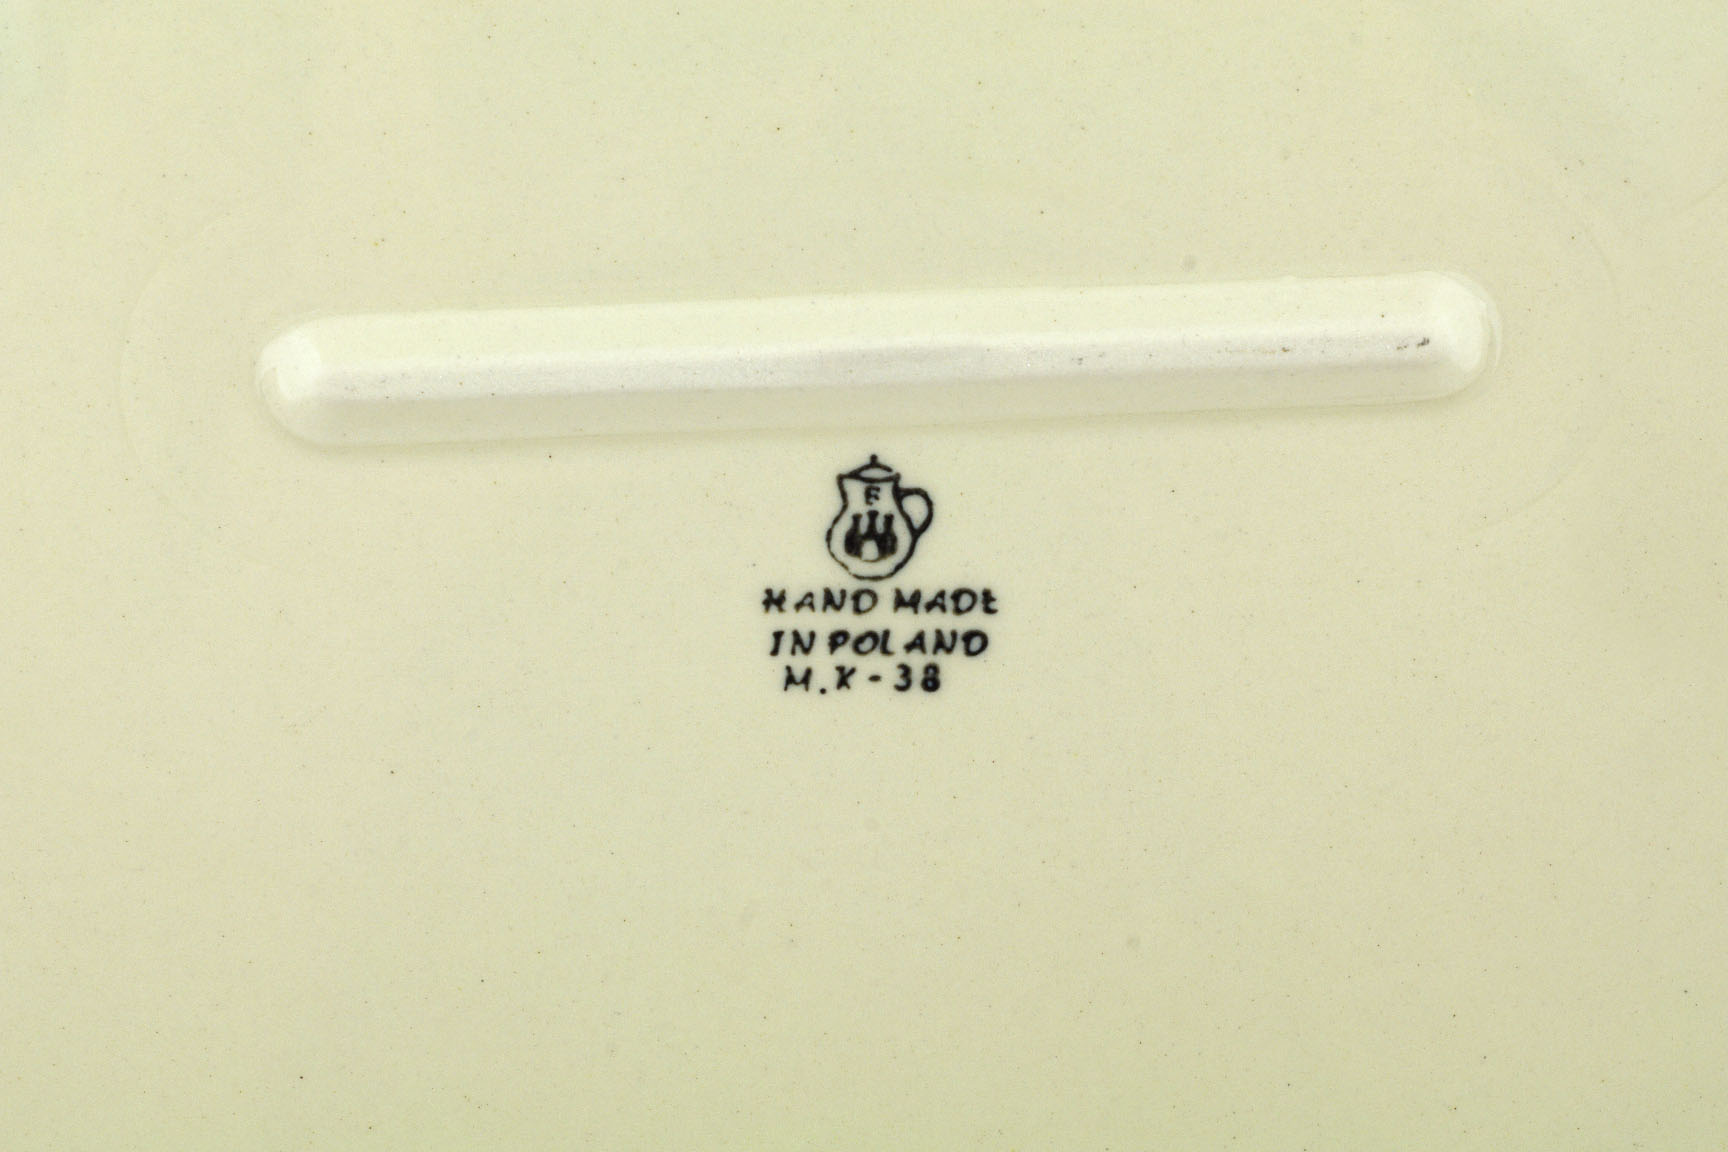 F
HAND MADE
IN POLAND
M.K-38